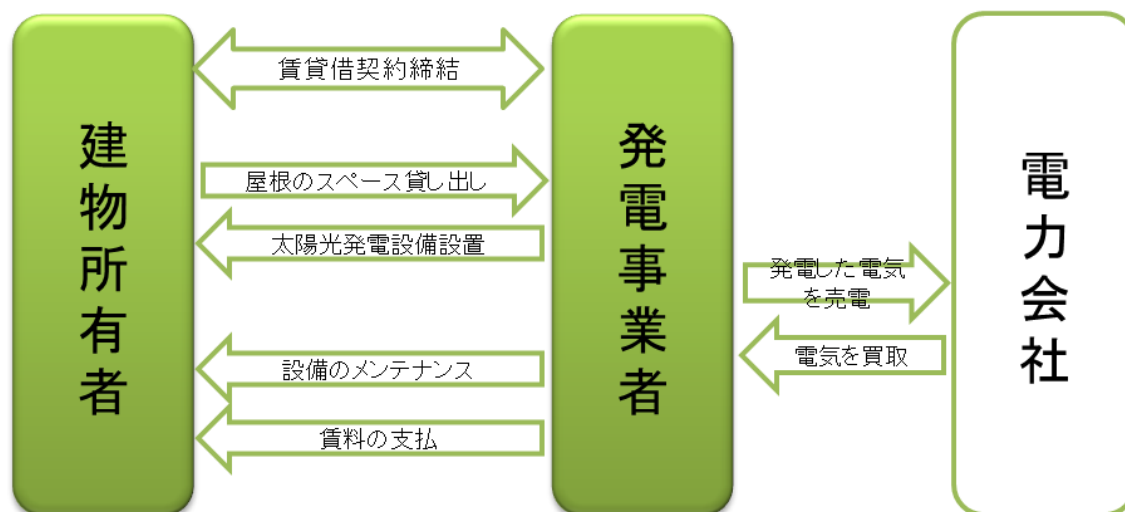 建物所有者
賃貸借契約締結
屋根のスペース貸し出し
太陽光発電設備設置
設備のメンテナンス
賃料の支払
発電事業者
発電した電気
を売電
電気を買取
電力会社